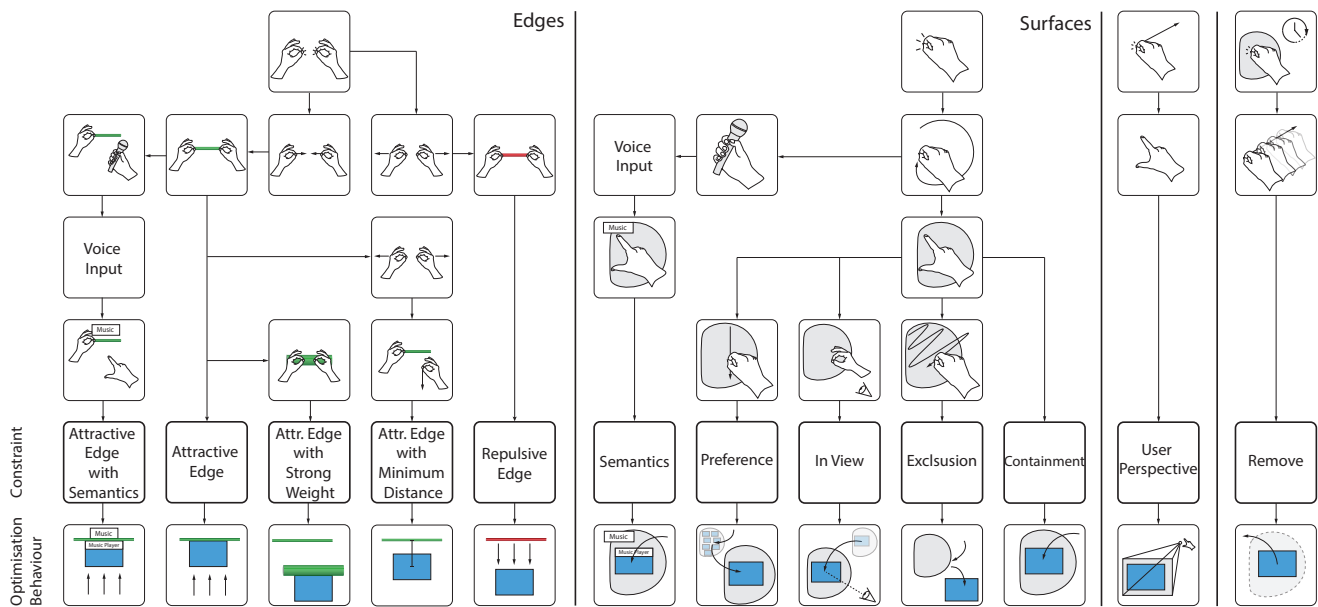 Edges
Surfaces
Voice
Input
Voice
Input
Music
Music
Constraint
Attractive
Edge
with
Semantics
Attractive
Edge
Attr. Edge
with
Strong
Weight
Attr. Edge
with
Minimum
Distance
Repulsive
Edge
Semantics
Preference
In View
Exclsusion
Containment
User
Perspective
Remove
Optimisation
Behaviour
Music
Music Player
Music
Music Player